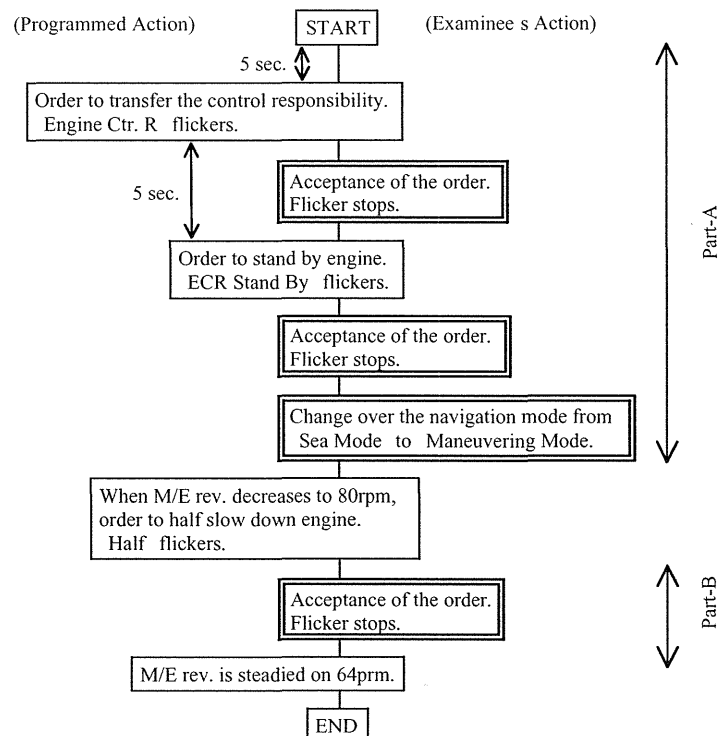 (Programmed Action)
START
(Examinee s Action)
5 sec.
Order to transfer the control responsibility.
Engine Ctr. R flickers.
5 sec.
Acceptance of the order.
Flicker stops.
Part-A
Order to stand by engine.
ECR Stand By flickers.
Acceptance of the order.
Flicker stops.
Change over the navigation mode from
Sea Mode to Maneuvering Mode.
When M/E rev. decreases to 80rpm,
order to half slow down engine.
Half flickers.
Acceptance of the order.
Flicker stops.
Part-B
M/E rev. is steadied on 64prm.
END